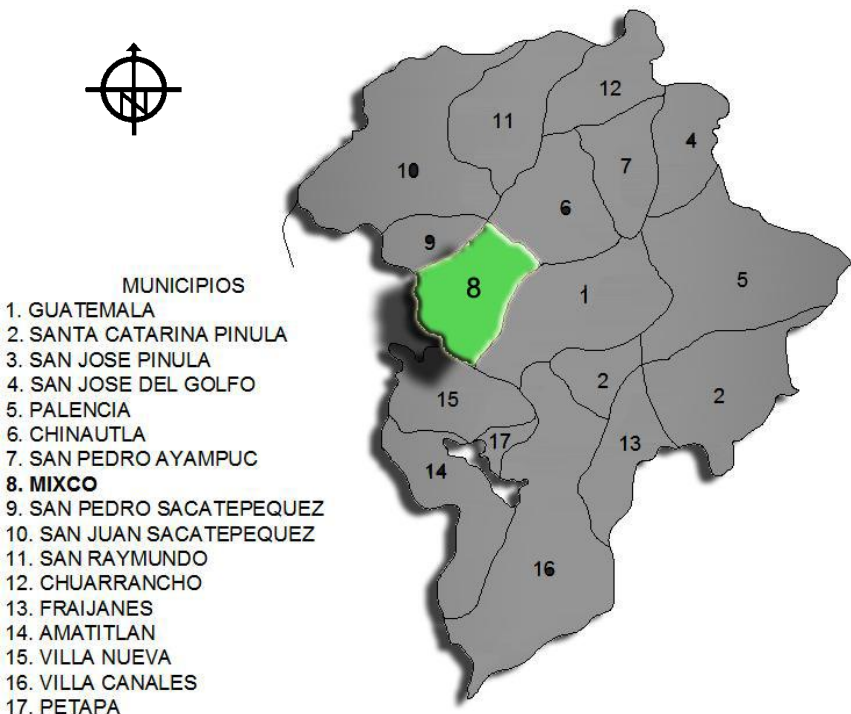 N
12
11
4
7
10
6
9
5
8
1
2
2
15
17
13
14
16
MUNICIPIOS
1. GUATEMALA
2. SANTA CATARINA PINULA
3. SAN JOSE PINULA
4. SAN JOSE DEL GOLFO
5. PALENCIA
6. CHINAUTLA
7. SAN PEDRO AYAMPUC
8. MIXCO
9. SAN PEDRO SACATEPEQUEZ
10. SAN JUAN SACATEPEQUEZ
11. SAN RAYMUNDO
12. CHUARRANCHO
13. FRAIJANES
14. AMATITLAN
15. VILLA NUEVA
16. VILLA CANALES
17. PETAPA